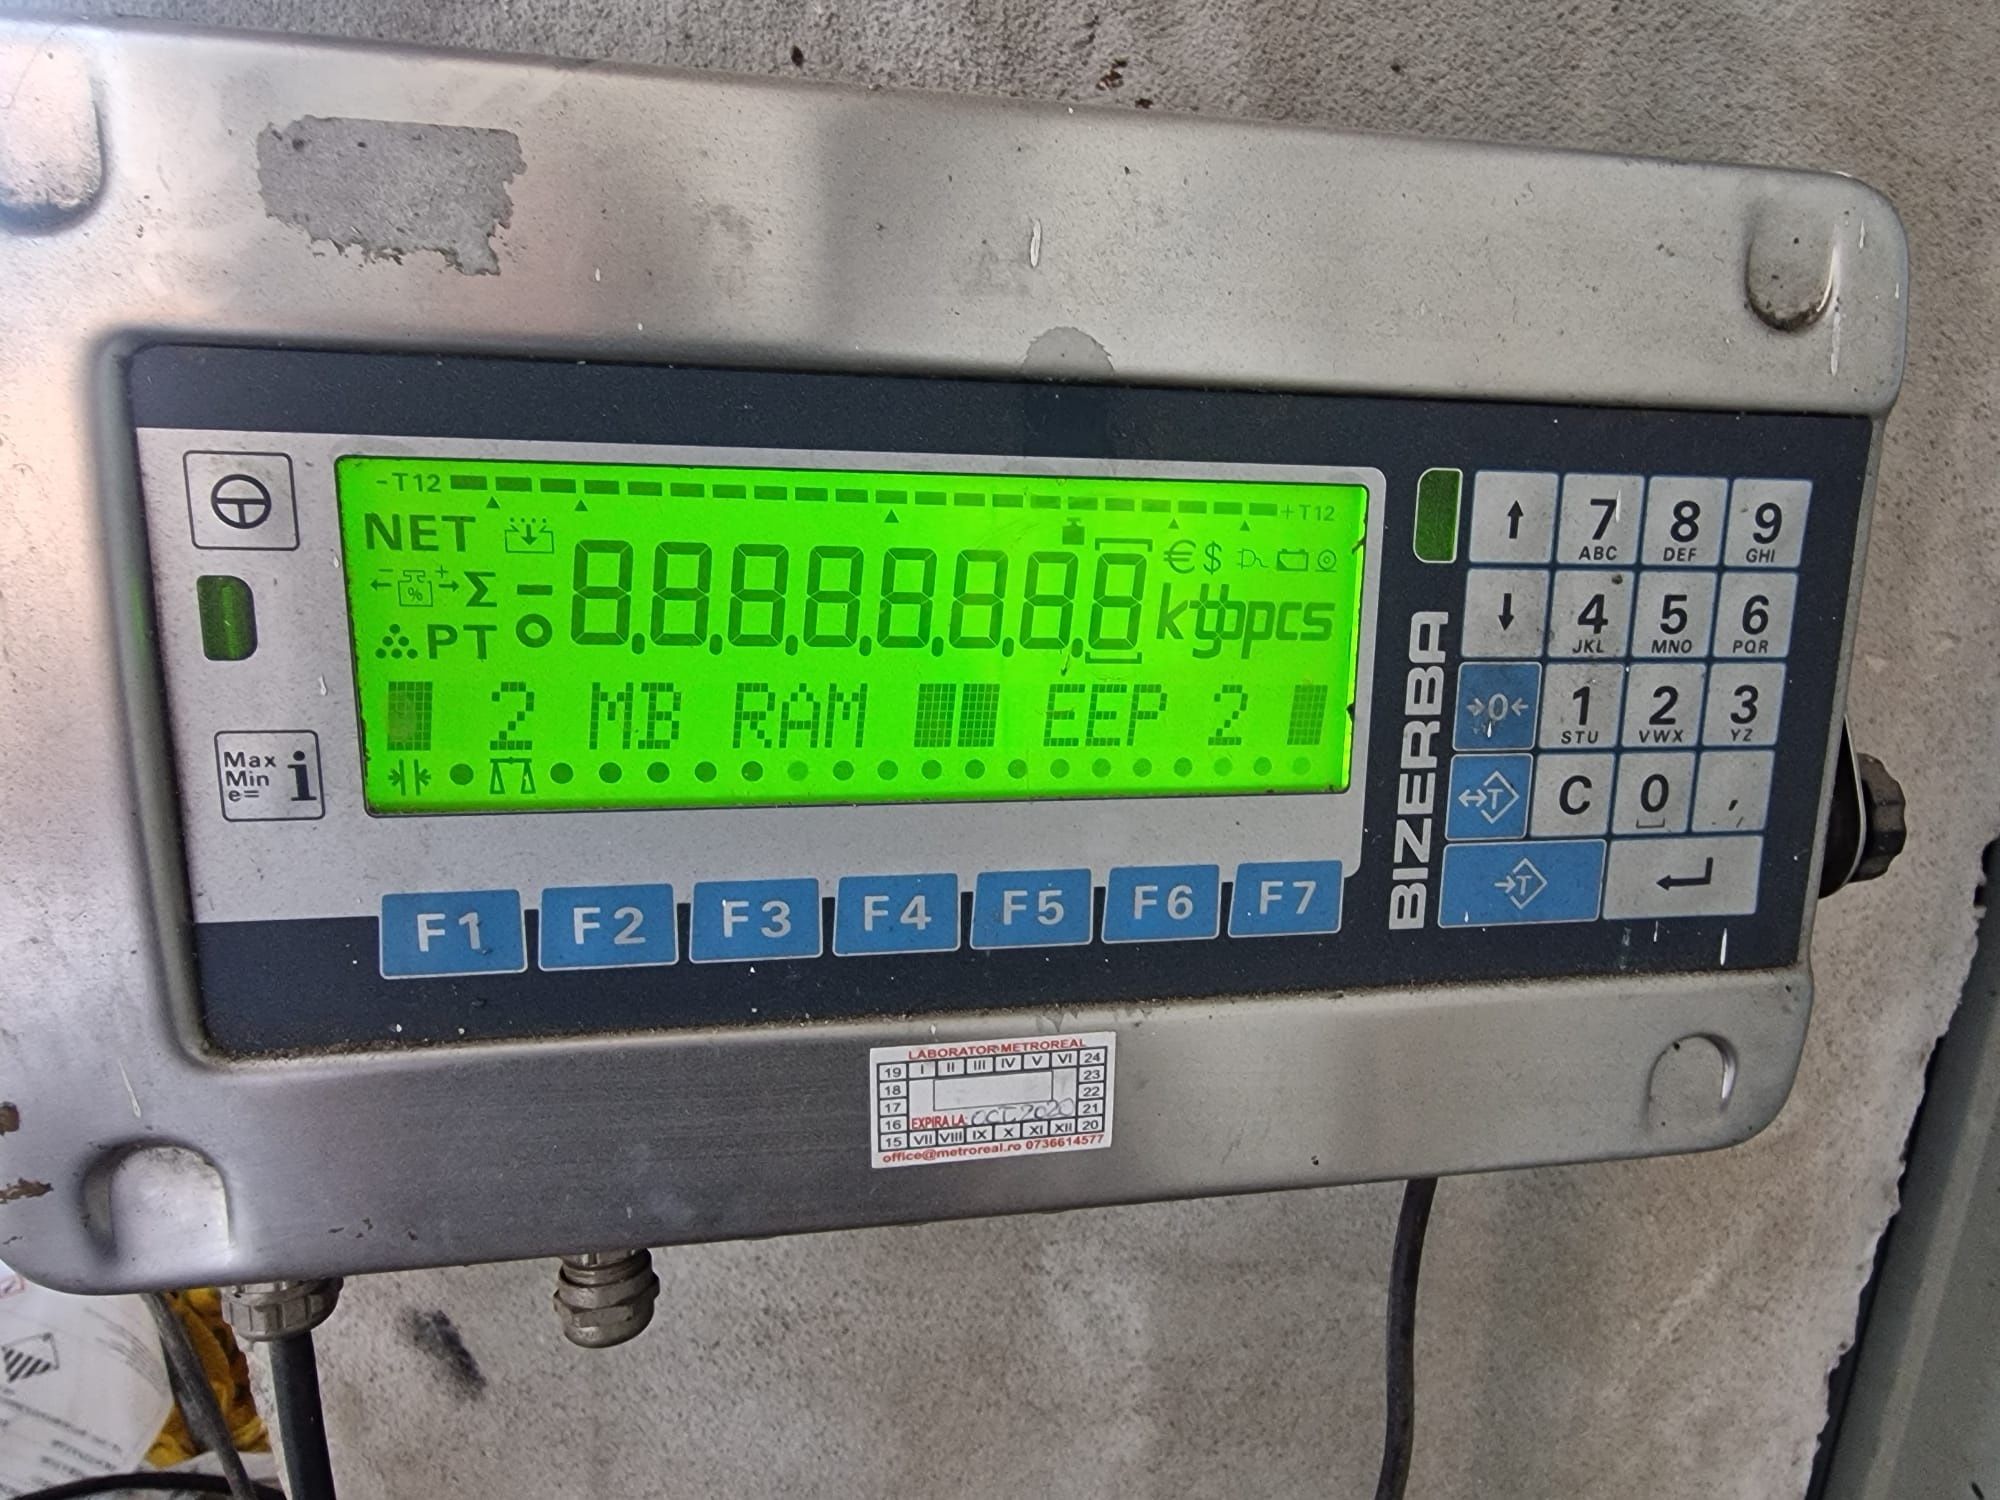 -T12 +T12
NET
€$
% Σ -8.8.8.8.8.8.8.8 kglbpcs
PT
2 MB RAM EEP 2
Max
Min
e= i
F1 F2 F3 F4 F5 F6 F7
BIZERBA
↑ 7 8 9
ABC DEF GHI
↓ 4 5 6
JKL MNO PQR
→0← 1 2 3
STU VWX YZ
T C 0 ,
→T
LABORATOR METROREAL
19 I II III IV V VI 24
18 23
17 22
16 EXPIRA LA OCT 2020 21
15 VII VIII IX X XI XII 20
office@metroreal.ro 0736614577